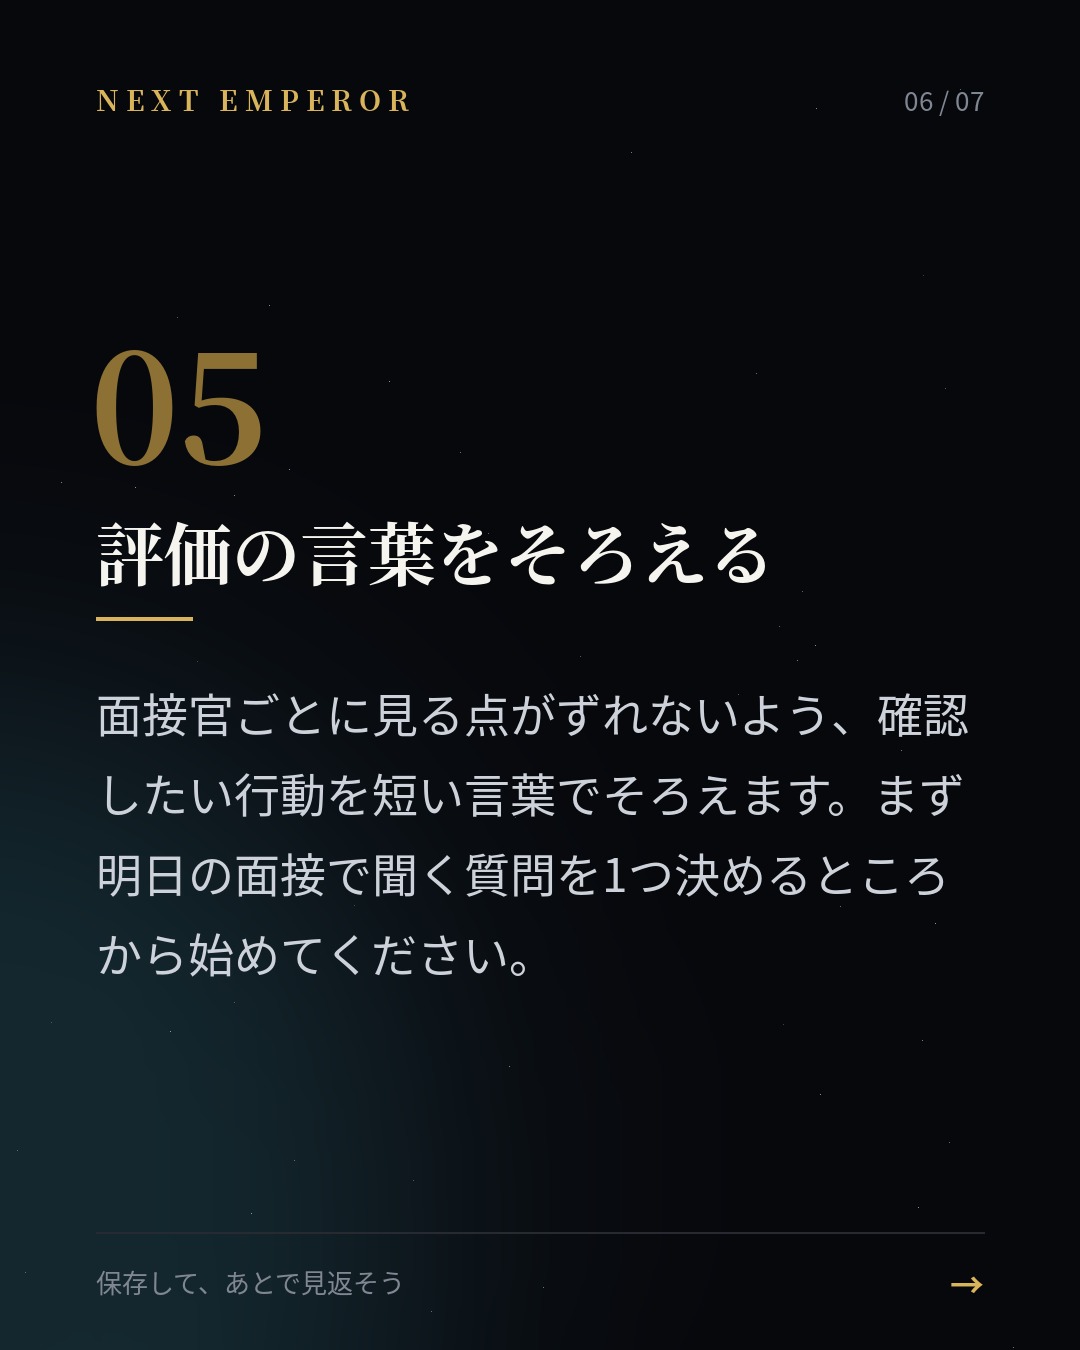 NEXT EMPEROR
06 / 07
05
評価の言葉をそろえる
面接官ごとに見る点がずれないよう、確認
したい行動を短い言葉でそろえます。まず
明日の面接で聞く質問を1つ決めるところ
から始めてください。
保存して、あとで見返そう
→